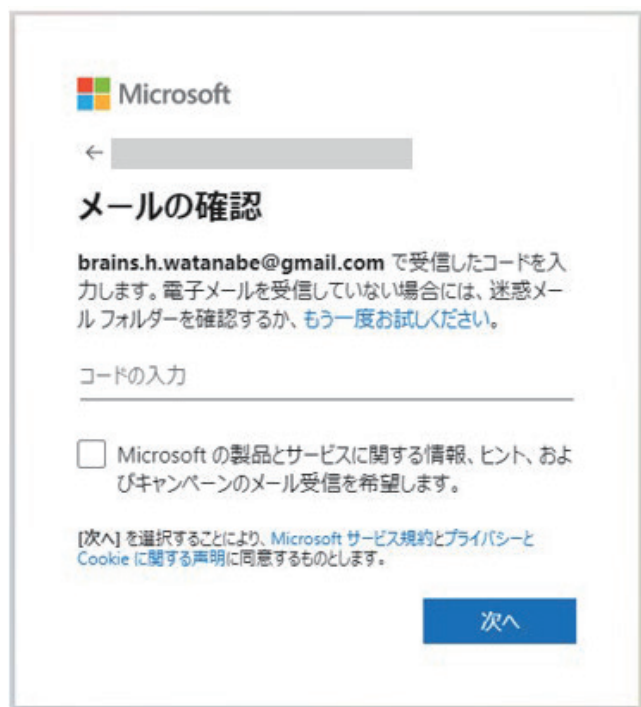 Microsoft
←
メールの確認
brains.h.watanabe@gmail.com で受信したコードを入
力します。電子メールを受信していない場合には、迷惑メー
ル フォルダーを確認するか、もう一度お試しください。
コードの入力
Microsoft の製品とサービスに関する情報、ヒント、およ
びキャンペーンのメール受信を希望します。
[次へ] を選択することにより、Microsoft サービス規約とプライバシーと
Cookie に関する声明に同意するものとします。
次へ